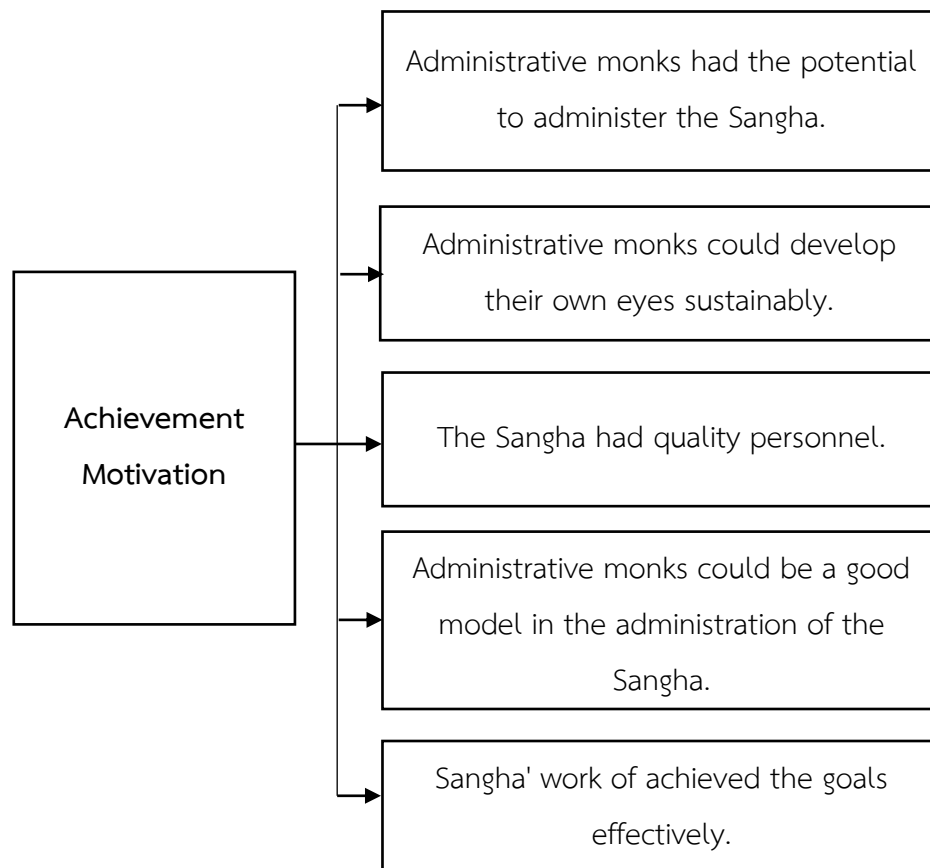 Achievement
Motivation
Administrative monks had the potential
to administer the Sangha.
Administrative monks could develop
their own eyes sustainably.
The Sangha had quality personnel.
Administrative monks could be a good
model in the administration of the
Sangha.
Sangha' work of achieved the goals
effectively.